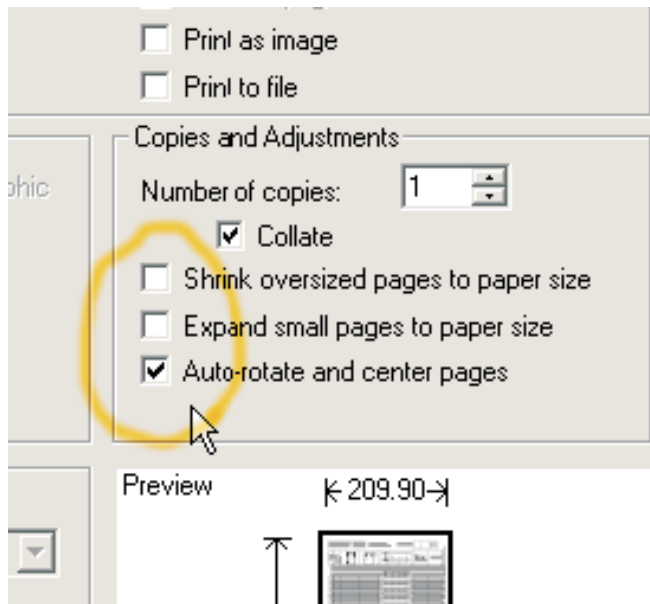 Print as image
Print to file
Copies and Adjustments
phic
Number of copies: 1
Collate
Shrink oversized pages to paper size
Expand small pages to paper size
Auto-rotate and center pages
Preview
209.90